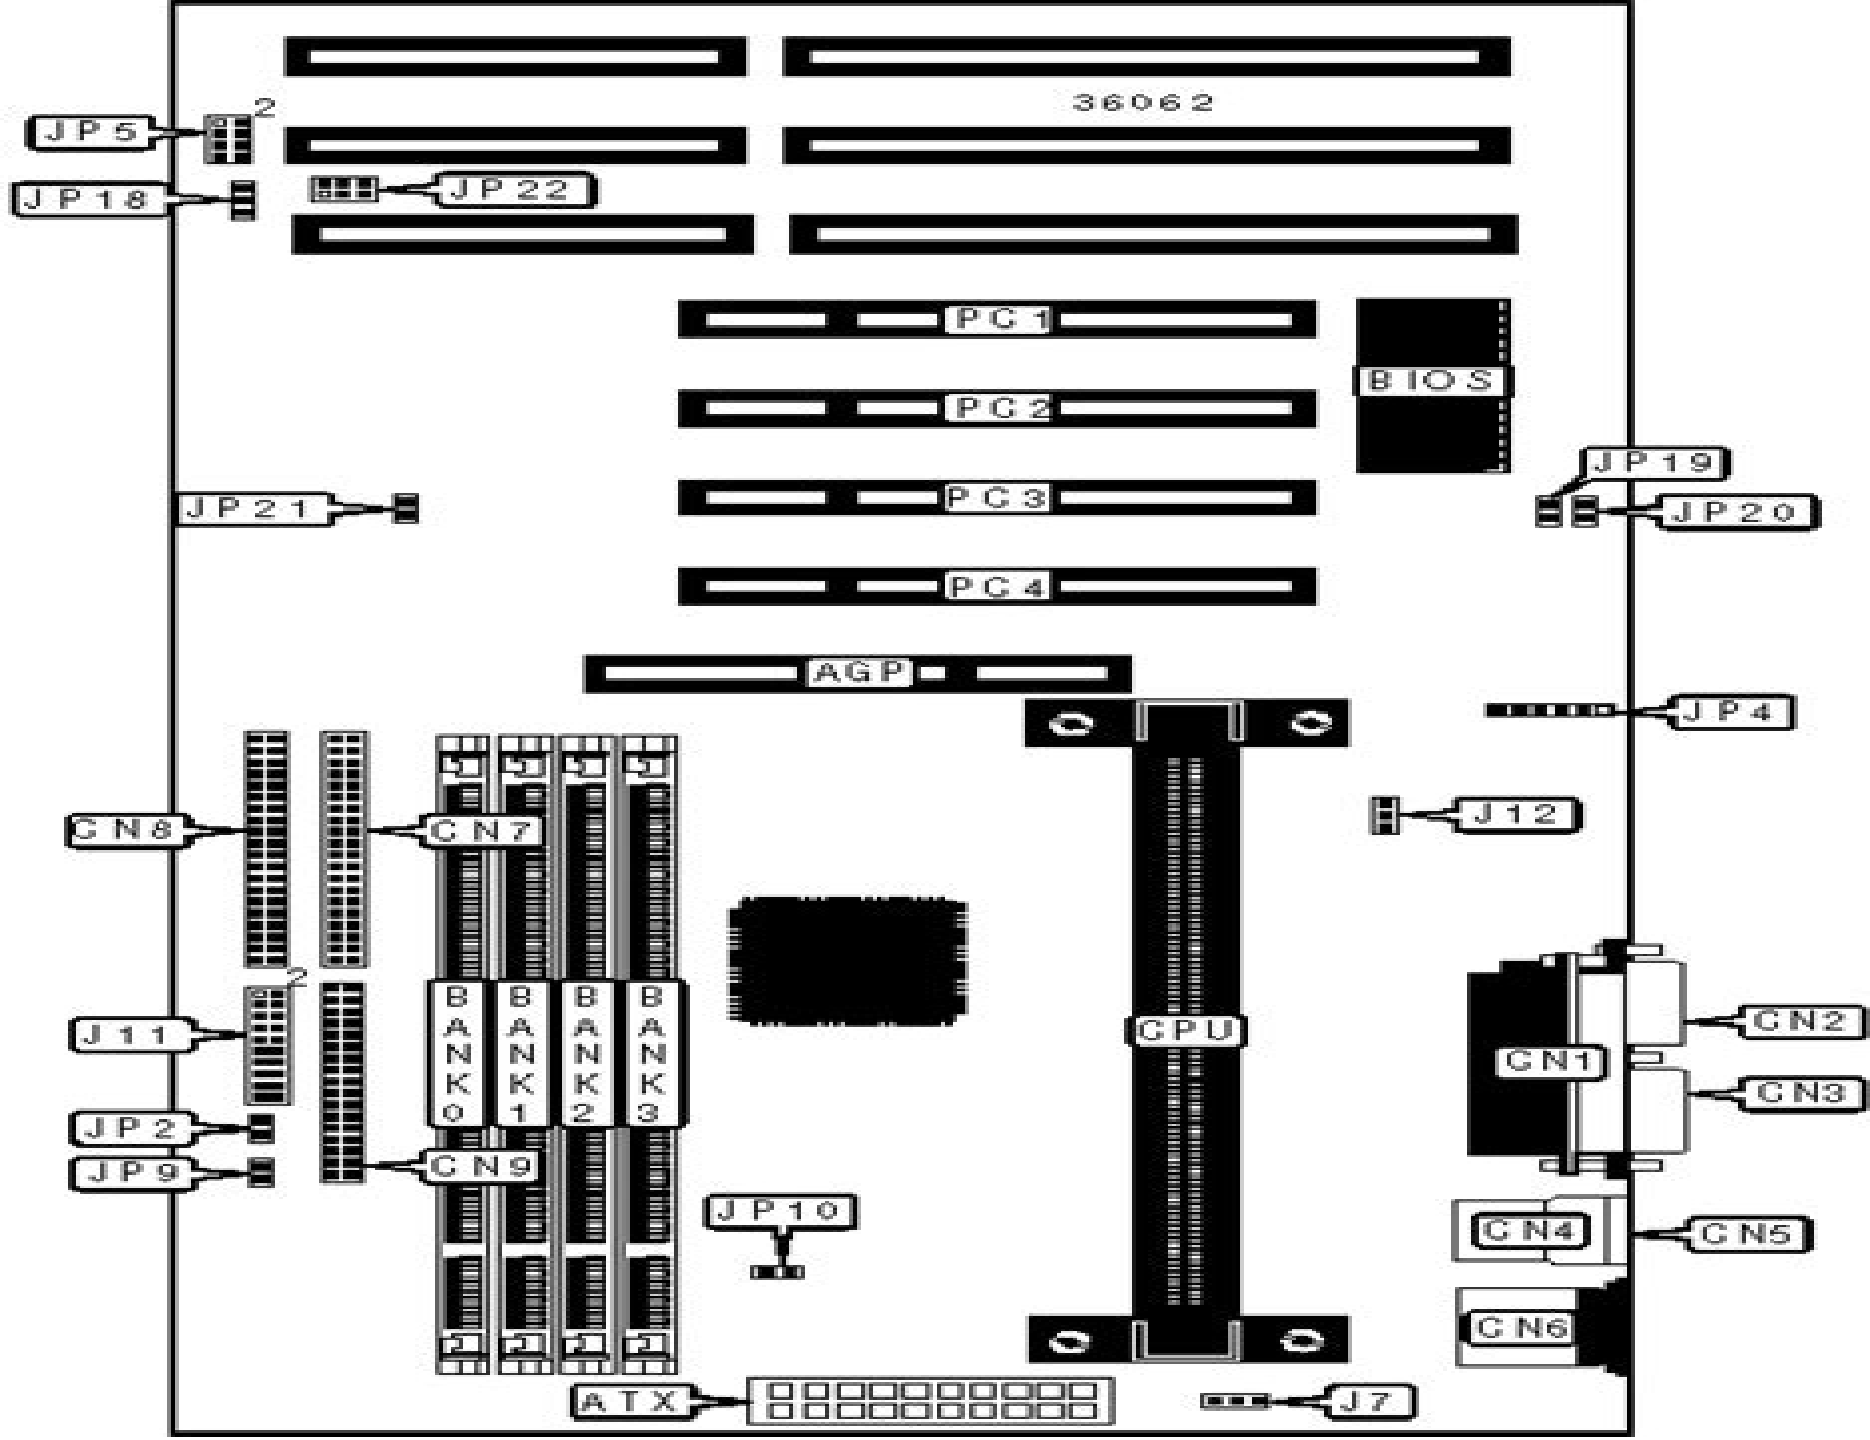 2
36062
JP5
JP18
JP22
PC1
BIOS
PC2
JP19
JP21
PC3
JP20
PC4
AGP
JP4
CN8
CN7
J12
2
J11
BANK0
BANK1
BANK2
BANK3
CPU
CN2
CN1
CN3
JP2
JP9
CN9
JP10
CN4
CN5
CN6
ATX
J7